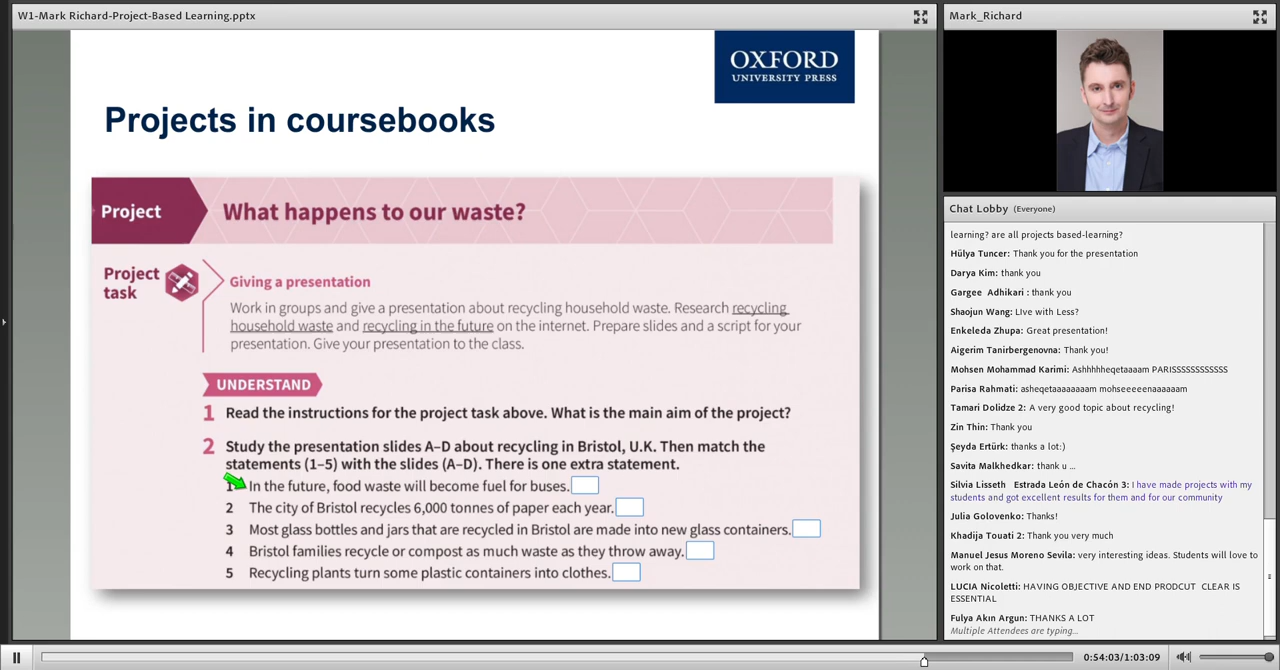 W1-Mark Richard-Project-Based Learning.pptx
OXFORD
UNIVERSITY PRESS
Projects in coursebooks
Project
What happens to our waste?
Project
task
Giving a presentation
Work in groups and give a presentation about recycling household waste. Research recycling
household waste and recycling in the future on the internet. Prepare slides and a script for your
presentation. Give your presentation to the class.
UNDERSTAND
1 Read the instructions for the project task above. What is the main aim of the project?
2 Study the presentation slides A–D about recycling in Bristol, U.K. Then match the
statements (1–5) with the slides (A–D). There is one extra statement.
1 In the future, food waste will become fuel for buses.
2 The city of Bristol recycles 6,000 tonnes of paper each year.
3 Most glass bottles and jars that are recycled in Bristol are made into new glass containers.
4 Bristol families recycle or compost as much waste as they throw away.
5 Recycling plants turn some plastic containers into clothes.
Mark_Richard
Chat Lobby (Everyone)
learning? are all projects based-learning?
Hülya Tuncer: Thank you for the presentation
Darya Kim: thank you
Gargee Adhikari : thank you
Shaojun Wang: LIve with Less?
Enkeleda Zhupa: Great presentation!
Aigerim Tanirbergenovna: Thank you!
Mohsen Mohammad Karimi: Ashhhhheqetaaaam PARISSSSSSSSSSSS
Parisa Rahmati: asheqetaaaaaaaam mohseeeeenaaaaaam
Tamari Dolidze 2: A very good topic about recycling!
Zin Thin: Thank you
Şeyda Ertürk: thanks a lot:)
Savita Malkhedkar: thank u ...
Silvia Lisseth Estrada León de Chacón 3: I have made projects with my
students and got excellent results for them and for our community
Julia Golovenko: Thanks!
Khadija Touati 2: Thank you very much
Manuel Jesus Moreno Sevila: very interesting ideas. Students will love to
work on that.
LUCIA Nicoletti: HAVING OBJECTIVE AND END PRODCUT CLEAR IS
ESSENTIAL
Fulya Akın Argun: THANKS A LOT
Multiple Attendees are typing...
0:54:03/1:03:09